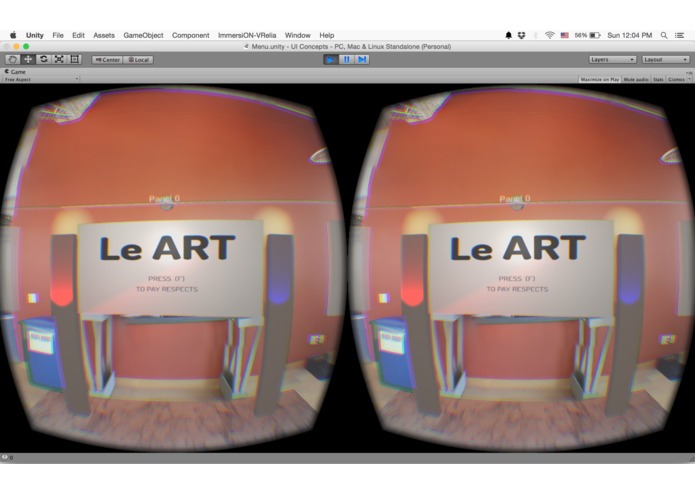 Unity File Edit Assets GameObject Component ImmersiON-VRelia Window Help 56% Sun 12:04 PM
Menu.unity - UI Concepts - PC, Mac & Linux Standalone (Personal)
Center Local Layers Layout
Game
Free Aspect Maximize on Play Mute audio Stats Gizmos
Panel 0 Panel 0
Le ART Le ART
PRESS (F) PRESS (F)
TO PAY RESPECTS TO PAY RESPECTS